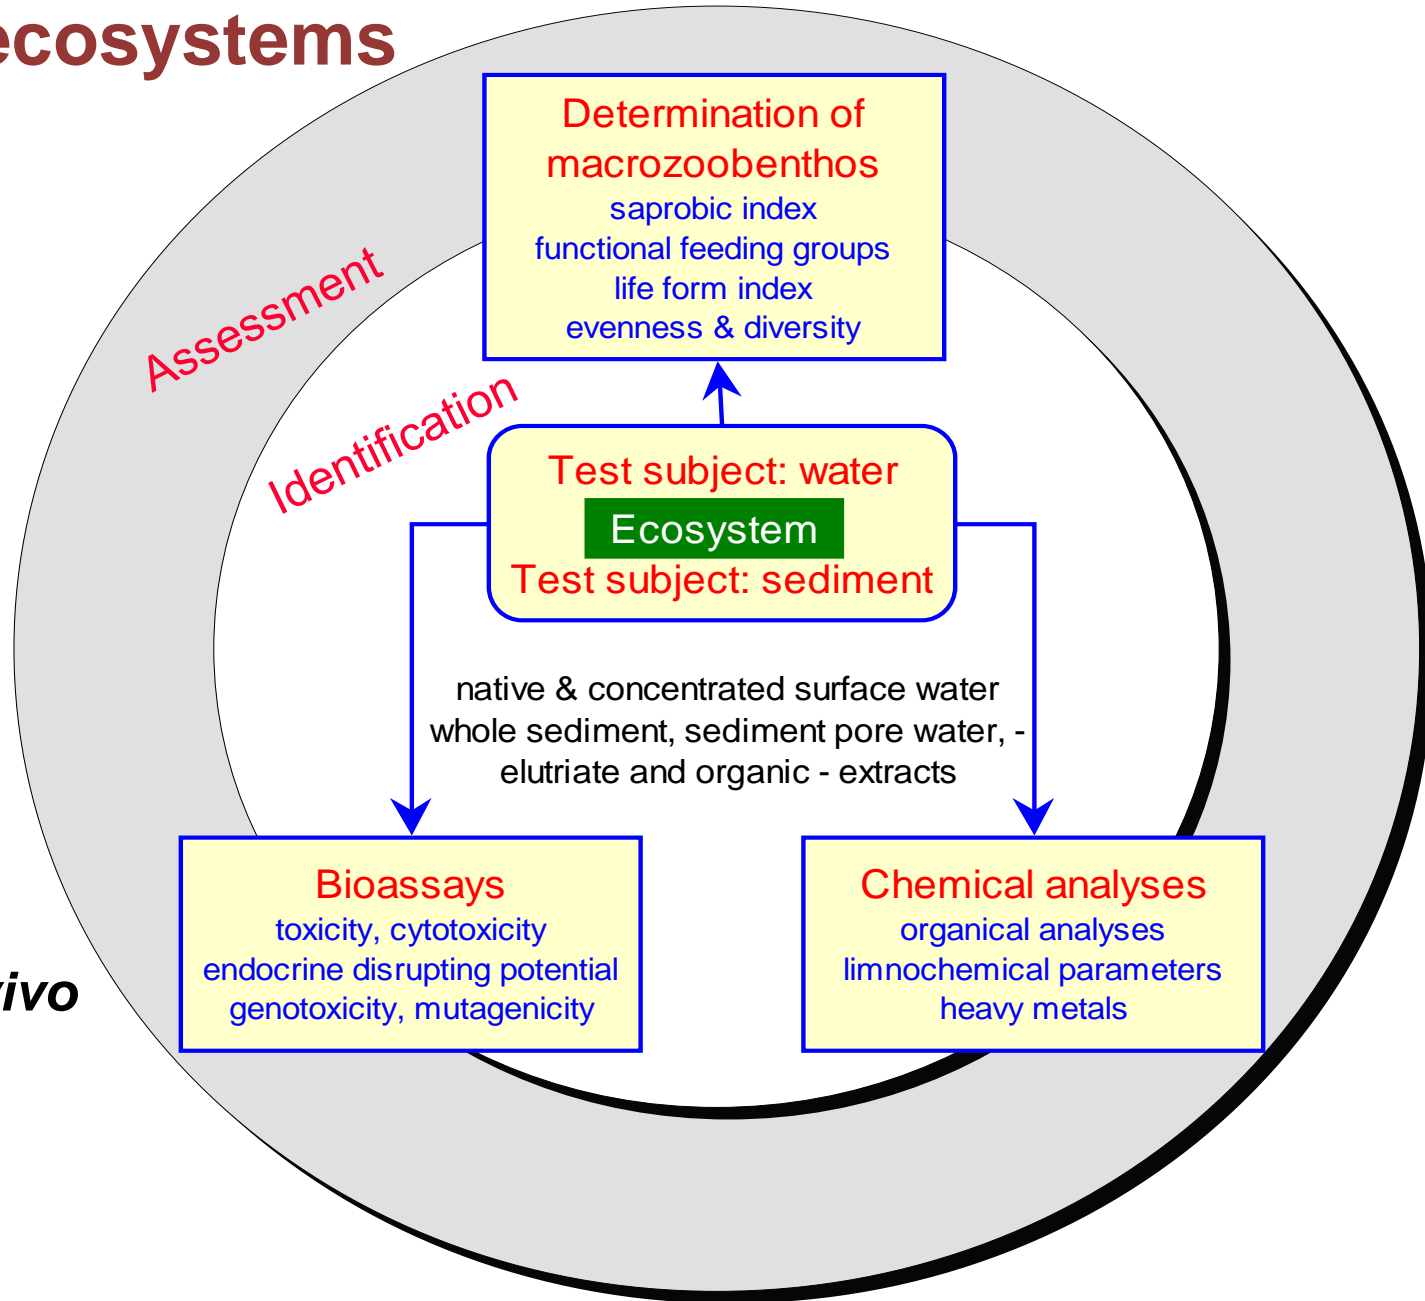 ecosystems
Determination of
macrozoobenthos
saprobic index
functional feeding groups
life form index
evenness & diversity
Assessment
Identification
Test subject: water
Ecosystem
Test subject: sediment
native & concentrated surface water
whole sediment, sediment pore water, -
elutriate and organic - extracts
Bioassays
toxicity, cytotoxicity
endocrine disrupting potential
genotoxicity, mutagenicity
Chemical analyses
organical analyses
limnochemical parameters
heavy metals
vivo